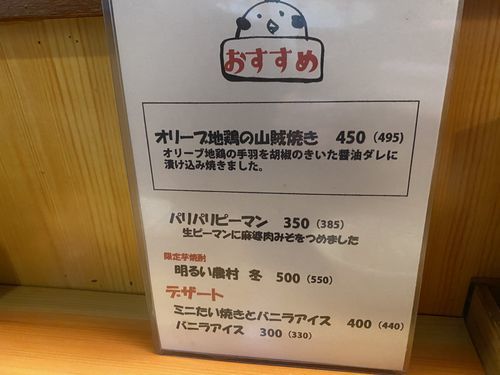 おすすめ
オリーブ地鶏の山賊焼き 450(495)
オリーブ地鶏の手羽を胡椒のきいた醤油ダレに
漬け込み焼きました。
パリパリピーマン 350(385)
生ピーマンに麻婆肉みそをつめました
限定芋焼酎
明るい農村 冬 500(550)
デザート
ミニたい焼きとバニラアイス 400(440)
バニラアイス 300(330)